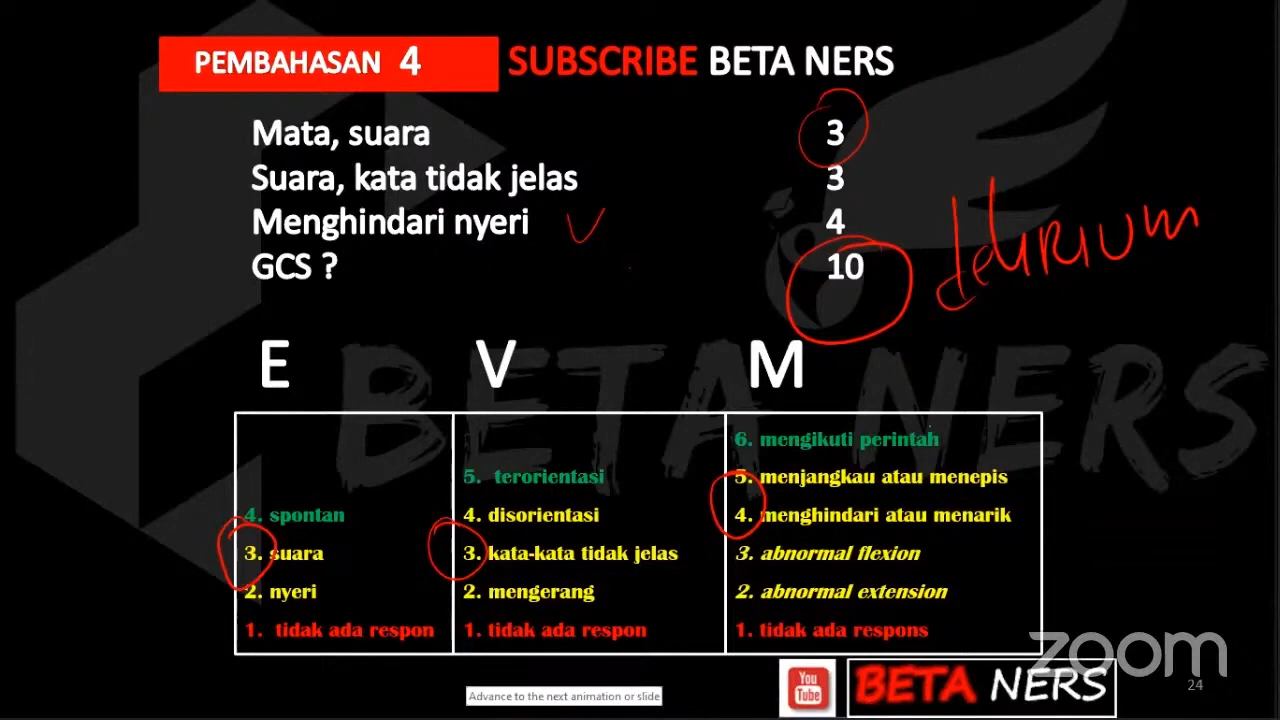 PEMBAHASAN 4 SUBSCRIBE BETA NERS
Mata, suara 3
Suara, kata tidak jelas 3
Menghindari nyeri 4
GCS ? 10
delirium
E V M
6. mengikuti perintah
5. terorientasi 5. menjangkau atau menepis
4. spontan 4. disorientasi 4. menghindari atau menarik
3. suara 3. kata-kata tidak jelas 3. abnormal flexion
2. nyeri 2. mengerang 2. abnormal extension
1. tidak ada respon 1. tidak ada respon 1. tidak ada respons
BETA NERS
zoom
Advance to the next animation or slide
You
Tube
BETA NERS
24